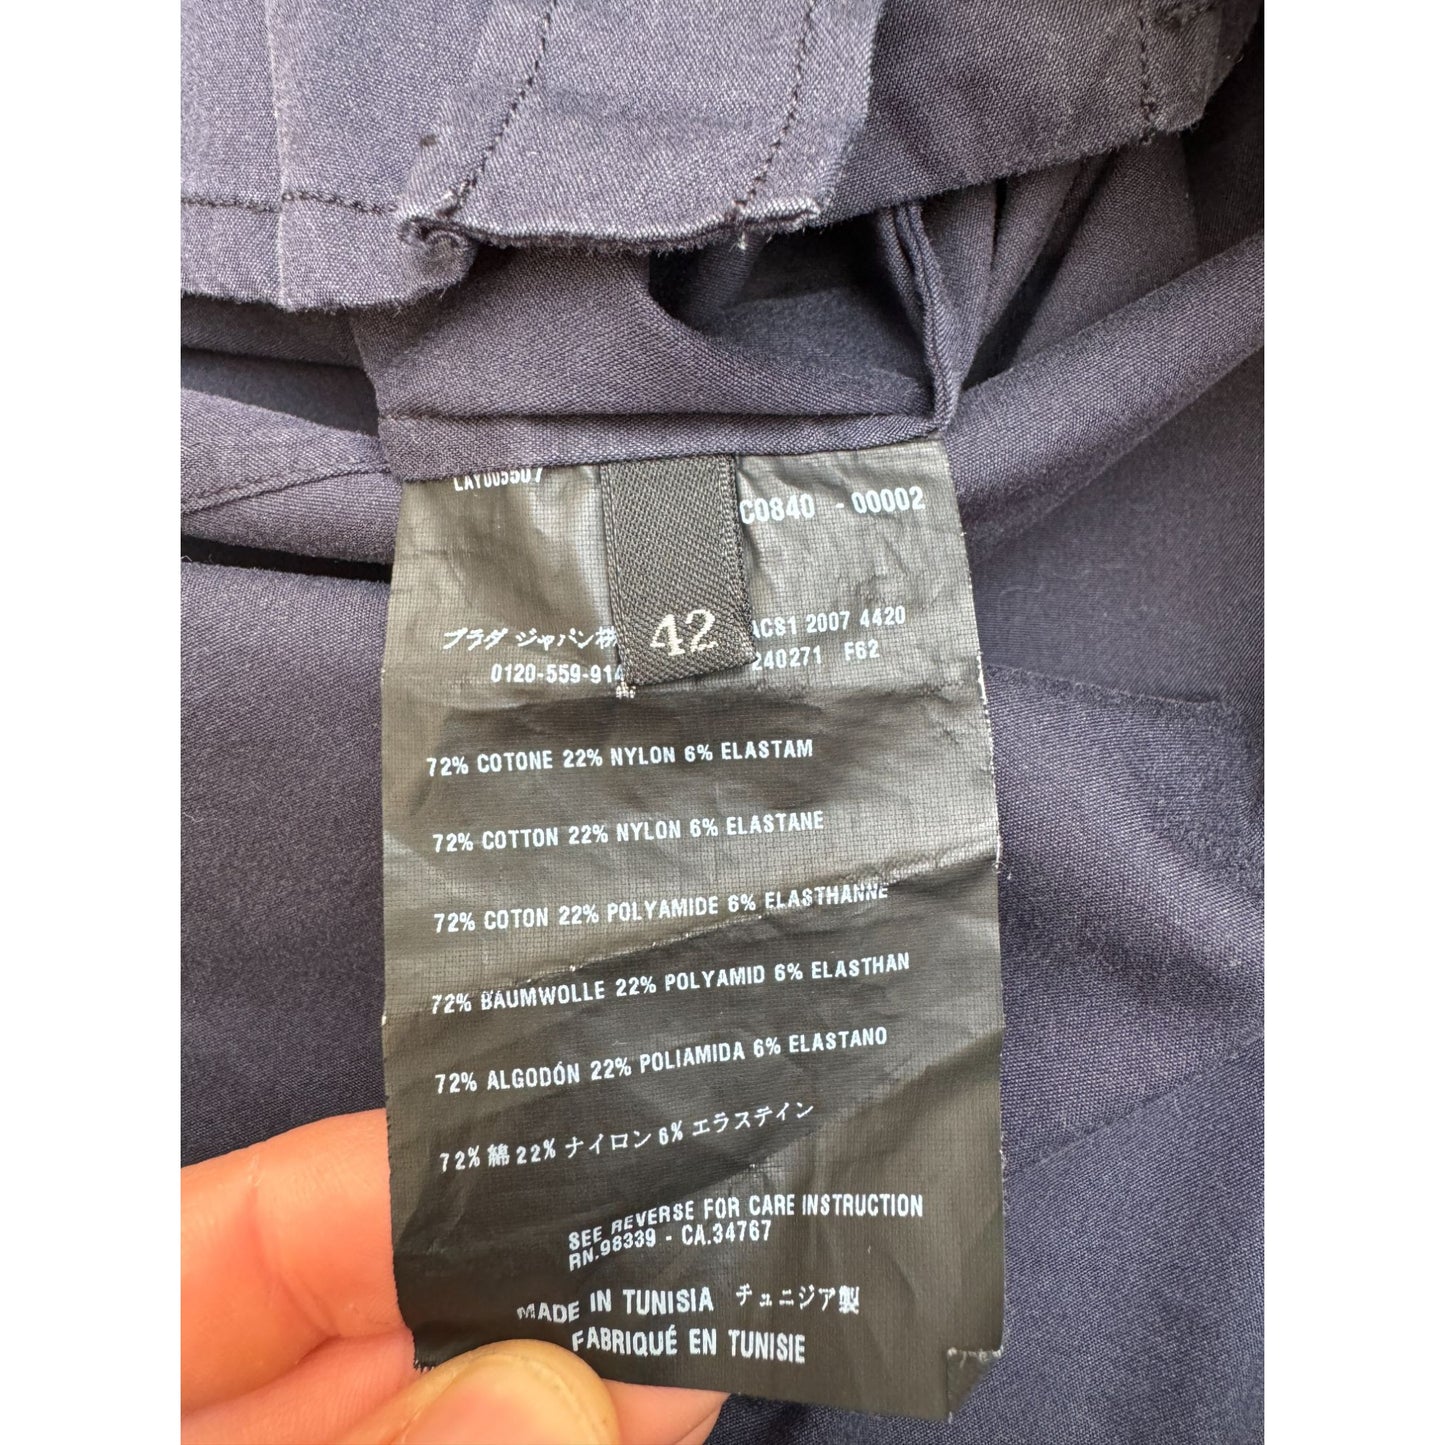 LAY005507
C0840 - 00002
42
プラダ ジャパン株 ACS1 2007 4420
0120-559-914 240271 F62
72% COTONE 22% NYLON 6% ELASTAM
72% COTTON 22% NYLON 6% ELASTANE
72% COTON 22% POLYAMIDE 6% ELASTHANNE
72% BAUMWOLLE 22% POLYAMID 6% ELASTHAN
72% ALGODÓN 22% POLIAMIDA 6% ELASTANO
72% 綿 22% ナイロン 6% エラステイン
SEE REVERSE FOR CARE INSTRUCTION
RN.98339 - CA.34767
MADE IN TUNISIA チュニジア製
FABRIQUÉ EN TUNISIE